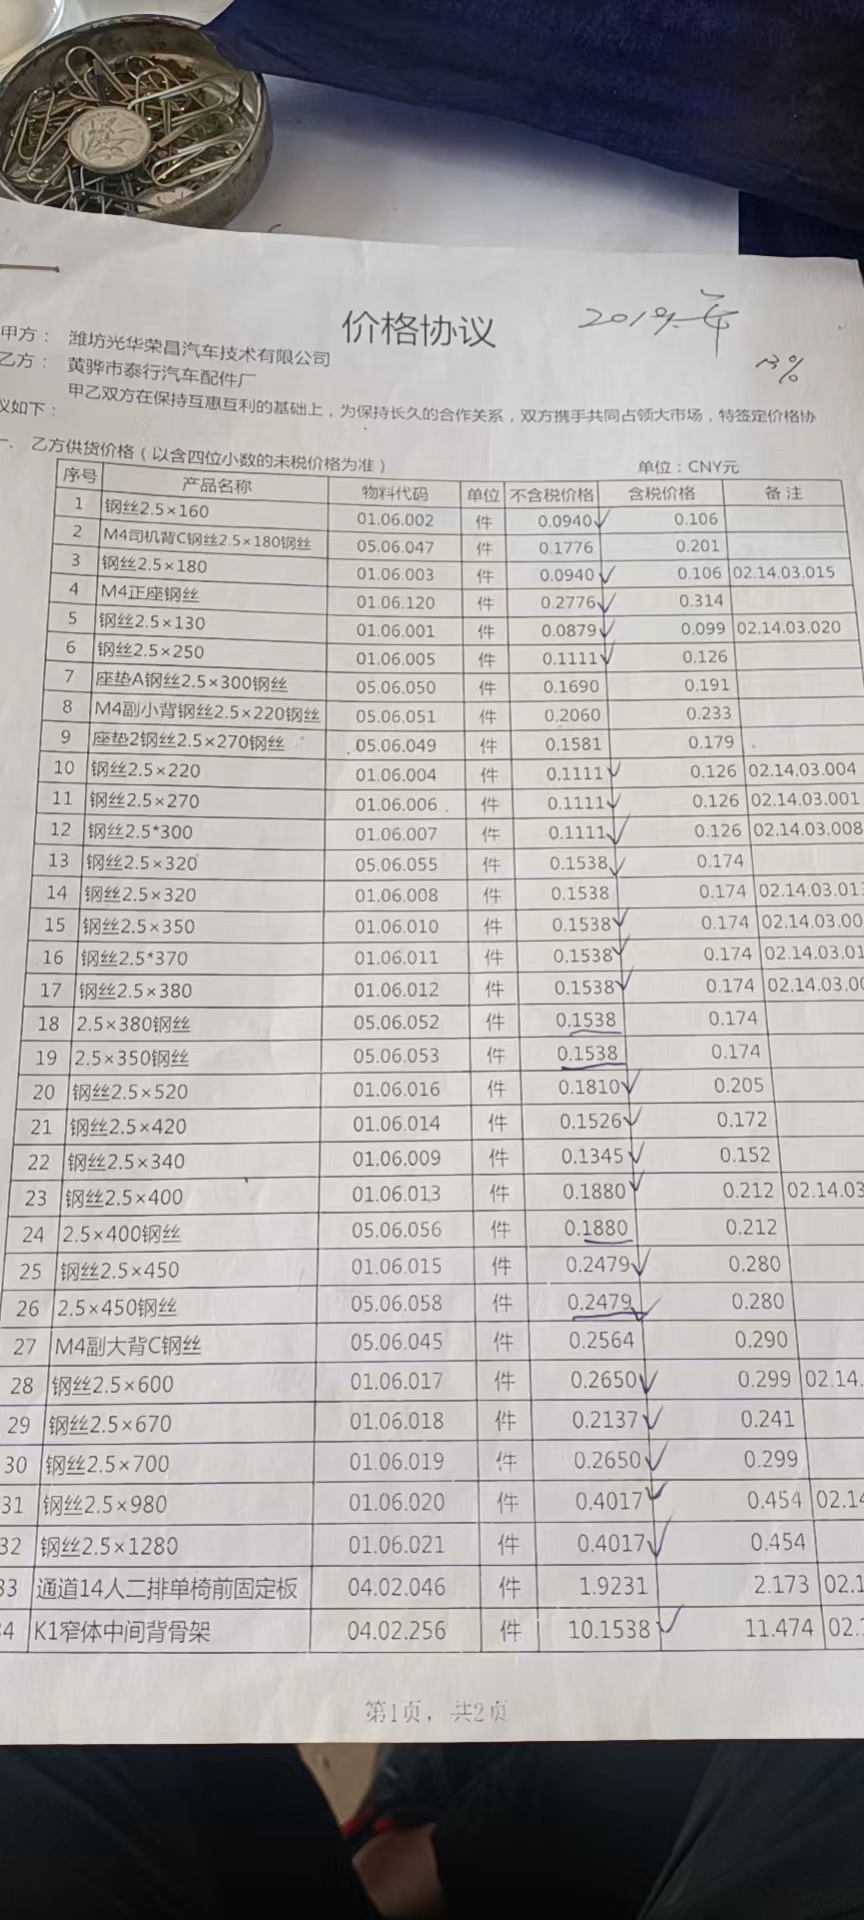 价格协议
2019年
13%
甲方： 潍坊光华荣昌汽车技术有限公司
乙方： 黄骅市泰行汽车配件厂
甲乙双方在保持互惠互利的基础上，为保持长久的合作关系，双方携手共同占领大市场，特签定价格协
议如下：
一、乙方供货价格（以含四位小数的未税价格为准） 单位：CNY元
序号 产品名称 物料代码 单位 不含税价格 含税价格 备注
1 钢丝2.5×160 01.06.002 件 0.0940 0.106
2 M4司机背C钢丝2.5×180钢丝 05.06.047 件 0.1776 0.201
3 钢丝2.5×180 01.06.003 件 0.0940 0.106 02.14.03.015
4 M4正座钢丝 01.06.120 件 0.2776 0.314
5 钢丝2.5×130 01.06.001 件 0.0879 0.099 02.14.03.020
6 钢丝2.5×250 01.06.005 件 0.1111 0.126
7 座垫A钢丝2.5×300钢丝 05.06.050 件 0.1690 0.191
8 M4副小背钢丝2.5×220钢丝 05.06.051 件 0.2060 0.233
9 座垫2钢丝2.5×270钢丝 05.06.049 件 0.1581 0.179
10 钢丝2.5×220 01.06.004 件 0.1111 0.126 02.14.03.004
11 钢丝2.5×270 01.06.006 件 0.1111 0.126 02.14.03.001
12 钢丝2.5*300 01.06.007 件 0.1111 0.126 02.14.03.008
13 钢丝2.5×320 05.06.055 件 0.1538 0.174
14 钢丝2.5×320 01.06.008 件 0.1538 0.174 02.14.03.01
15 钢丝2.5×350 01.06.010 件 0.1538 0.174 02.14.03.00
16 钢丝2.5*370 01.06.011 件 0.1538 0.174 02.14.03.01
17 钢丝2.5×380 01.06.012 件 0.1538 0.174 02.14.03.00
18 2.5×380钢丝 05.06.052 件 0.1538 0.174
19 2.5×350钢丝 05.06.053 件 0.1538 0.174
20 钢丝2.5×520 01.06.016 件 0.1810 0.205
21 钢丝2.5×420 01.06.014 件 0.1526 0.172
22 钢丝2.5×340 01.06.009 件 0.1345 0.152
23 钢丝2.5×400 01.06.013 件 0.1880 0.212 02.14.03
24 2.5×400钢丝 05.06.056 件 0.1880 0.212
25 钢丝2.5×450 01.06.015 件 0.2479 0.280
26 2.5×450钢丝 05.06.058 件 0.2479 0.280
27 M4副大背C钢丝 05.06.045 件 0.2564 0.290
28 钢丝2.5×600 01.06.017 件 0.2650 0.299 02.14.
29 钢丝2.5×670 01.06.018 件 0.2137 0.241
30 钢丝2.5×700 01.06.019 件 0.2650 0.299
31 钢丝2.5×980 01.06.020 件 0.4017 0.454 02.14
32 钢丝2.5×1280 01.06.021 件 0.4017 0.454
33 通道14人二排单椅前固定板 04.02.046 件 1.9231 2.173 02.1
34 K1窄体中间背骨架 04.02.256 件 10.1538 11.474 02.
第1页，共2页